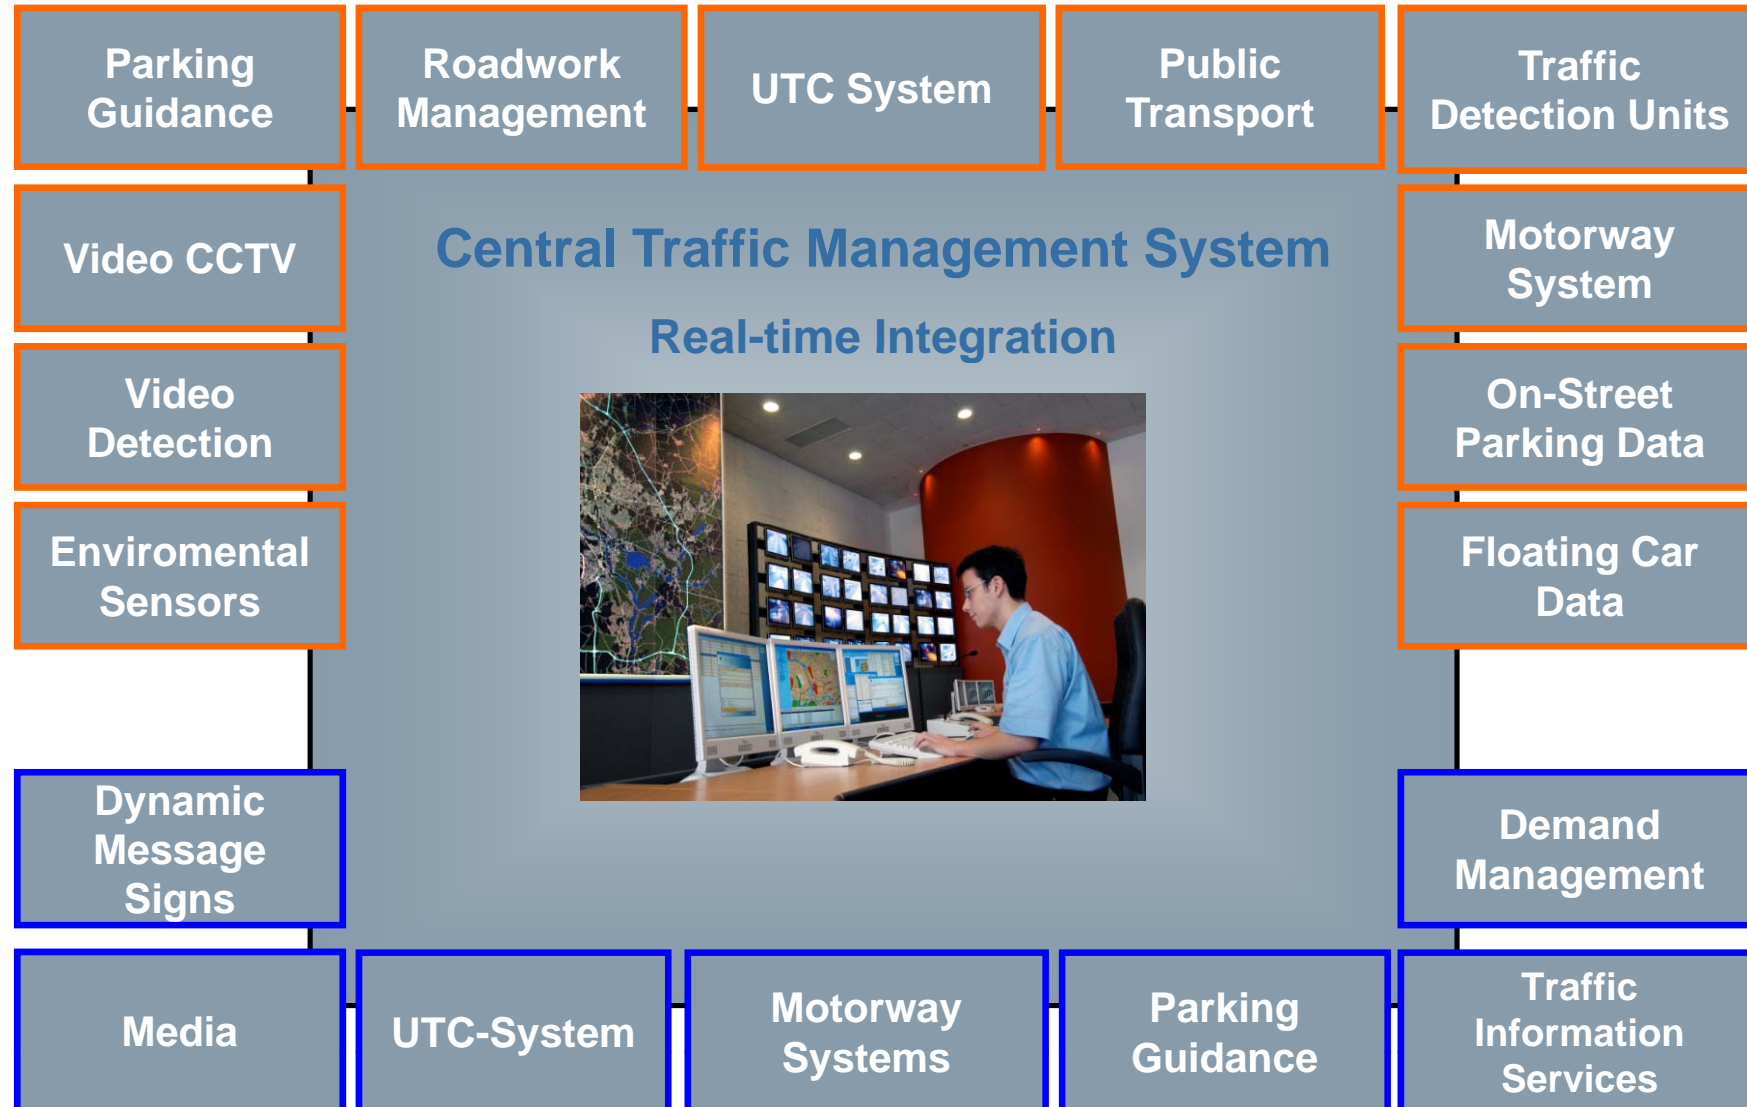 Parking
Guidance
Roadwork
Management
UTC System
Public
Transport
Traffic
Detection Units
Video CCTV
Central Traffic Management System
Motorway
System
Real-time Integration
Video
Detection
On-Street
Parking Data
Enviromental
Sensors
Floating Car
Data
Dynamic
Message
Signs
Demand
Management
Media
UTC-System
Motorway
Systems
Parking
Guidance
Traffic
Information
Services